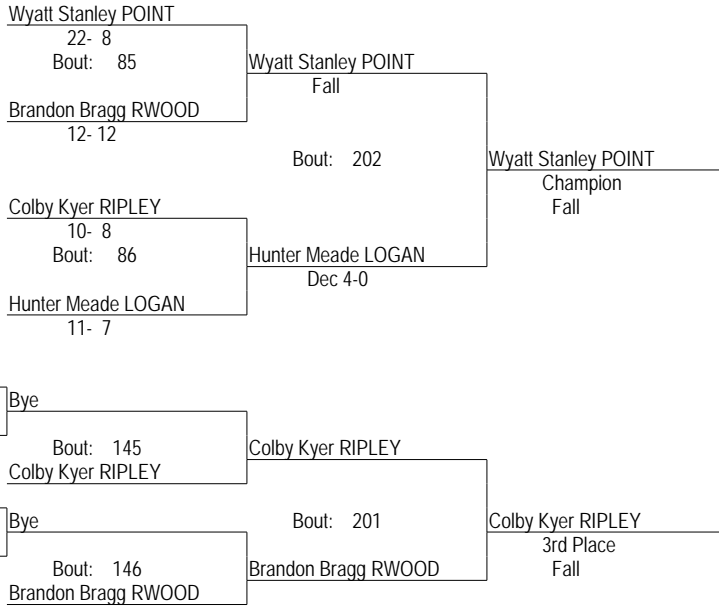 Wyatt Stanley POINT
22- 8
Bout: 85
Wyatt Stanley POINT
Fall
Brandon Bragg RWOOD
12- 12
Bout: 202
Wyatt Stanley POINT
Champion
Fall
Colby Kyer RIPLEY
10- 8
Bout: 86
Hunter Meade LOGAN
Dec 4-0
Hunter Meade LOGAN
11- 7
Bye
Bout: 145
Colby Kyer RIPLEY
Colby Kyer RIPLEY
Bye
Bout: 201
Colby Kyer RIPLEY
3rd Place
Fall
Bout: 146
Brandon Bragg RWOOD
Brandon Bragg RWOOD